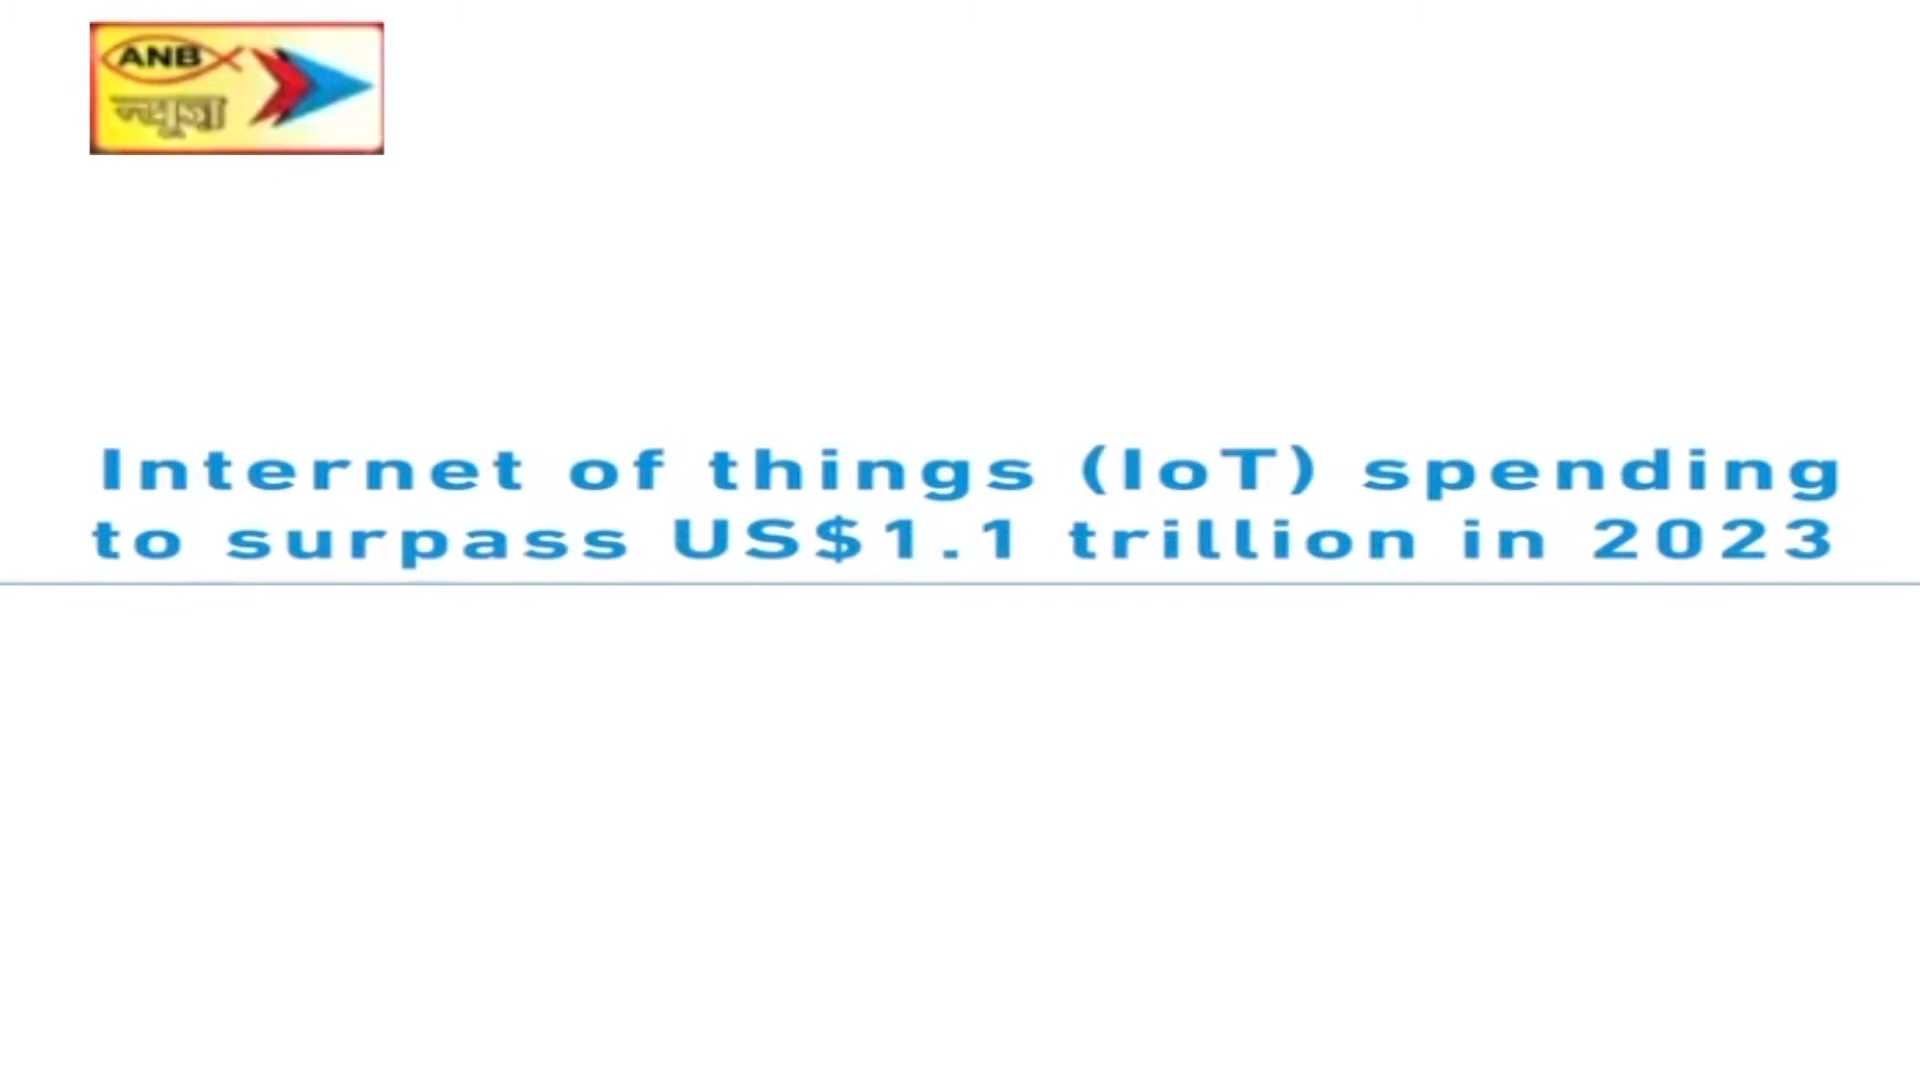 ANB
न्यूज़
Internet of things (IoT) spending
to surpass US$1.1 trillion in 2023